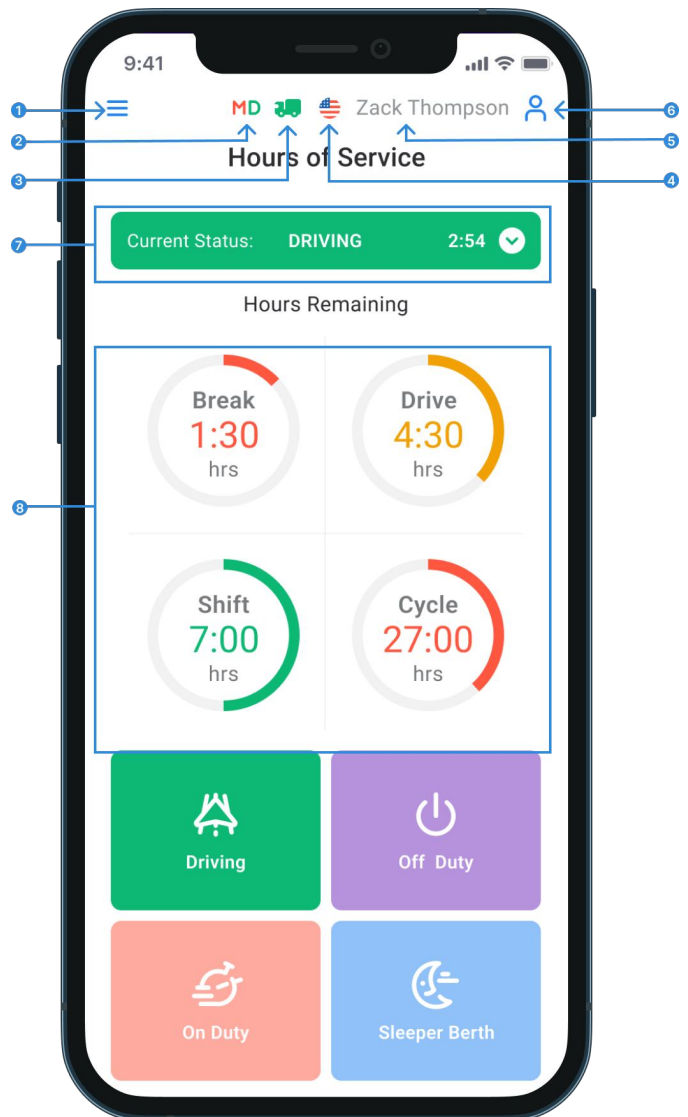 9:41
1
MD
Zack Thompson
6
2
5
Hours of Service
3
4
7
Current Status: DRIVING 2:54
Hours Remaining
Break
1:30
hrs
Drive
4:30
hrs
8
Shift
7:00
hrs
Cycle
27:00
hrs
Driving
Off Duty
On Duty
Sleeper Berth